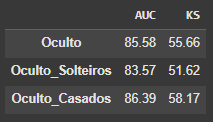 AUC KS
Oculto 85.58 55.66
Oculto_Solteiros 83.57 51.62
Oculto_Casados 86.39 58.17